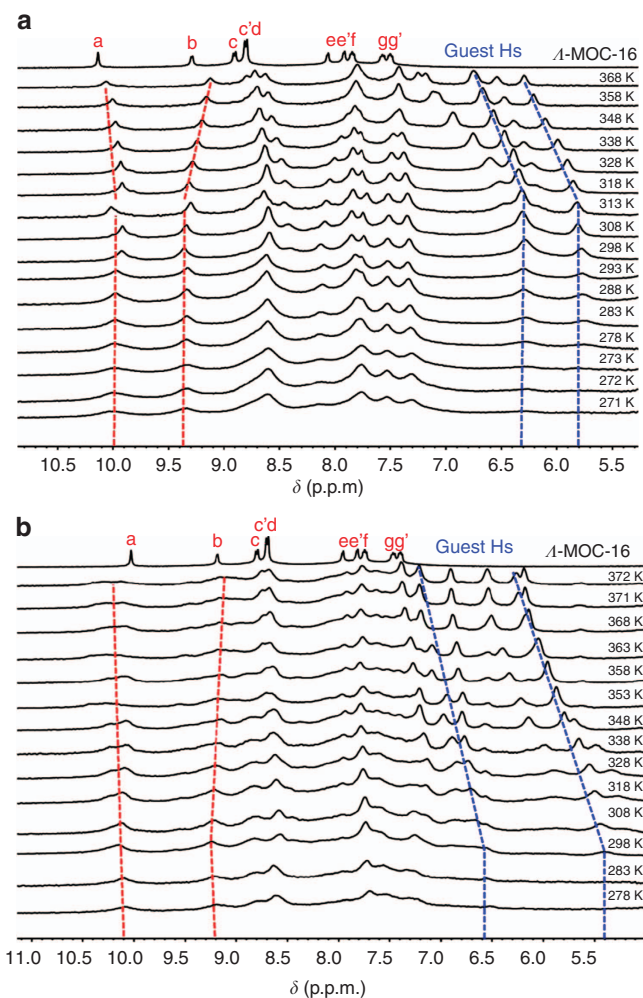 a
a b c c'd ee'f gg' Guest Hs Λ-MOC-16
368 K
358 K
348 K
338 K
328 K
318 K
313 K
308 K
298 K
293 K
288 K
283 K
278 K
273 K
272 K
271 K
10.5 10.0 9.5 9.0 8.5 8.0 7.5 7.0 6.5 6.0 5.5
δ (p.p.m)
b
a b c c'd ee'f gg' Guest Hs Λ-MOC-16
372 K
371 K
368 K
363 K
358 K
353 K
348 K
338 K
328 K
318 K
308 K
298 K
283 K
278 K
11.0 10.5 10.0 9.5 9.0 8.5 8.0 7.5 7.0 6.5 6.0 5.5
δ (p.p.m.)